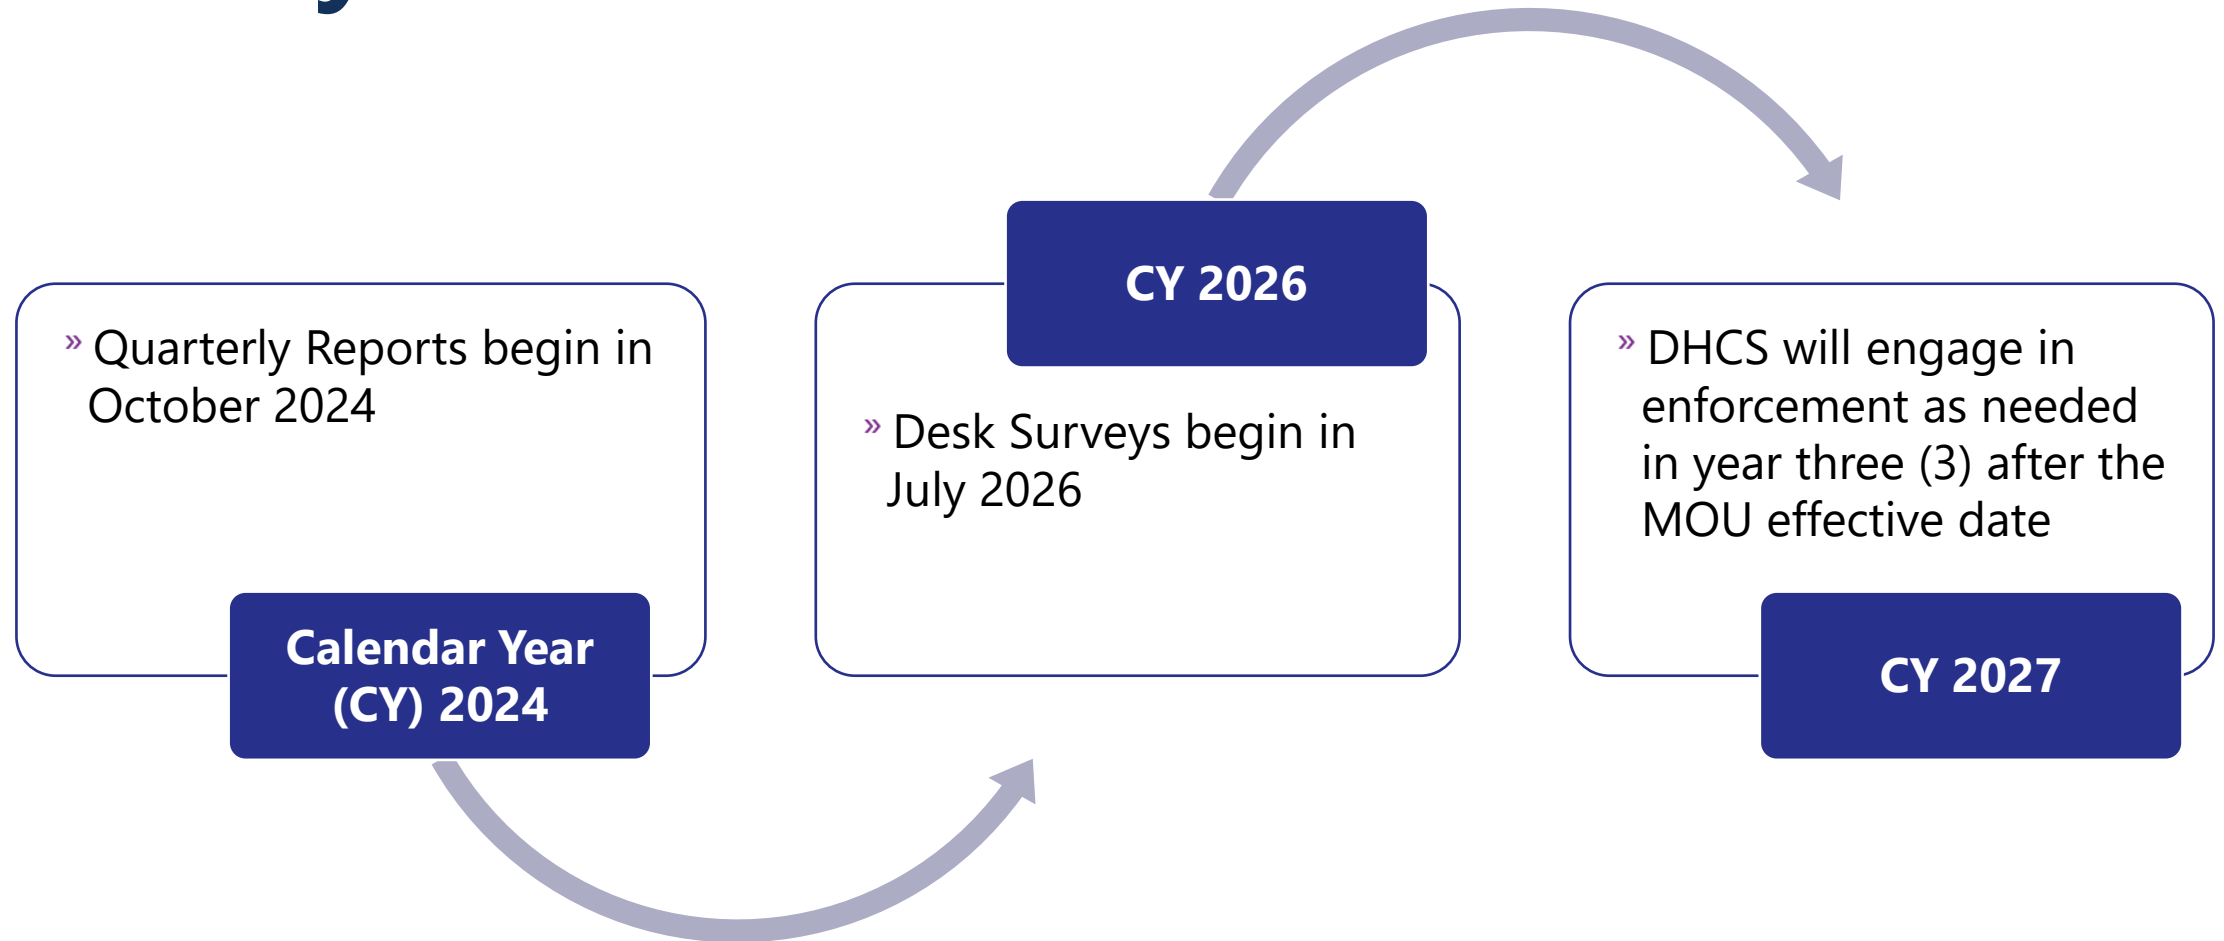 » Quarterly Reports begin in
October 2024
Calendar Year
(CY) 2024
CY 2026
» Desk Surveys begin in
July 2026
» DHCS will engage in
enforcement as needed
in year three (3) after the
MOU effective date
CY 2027